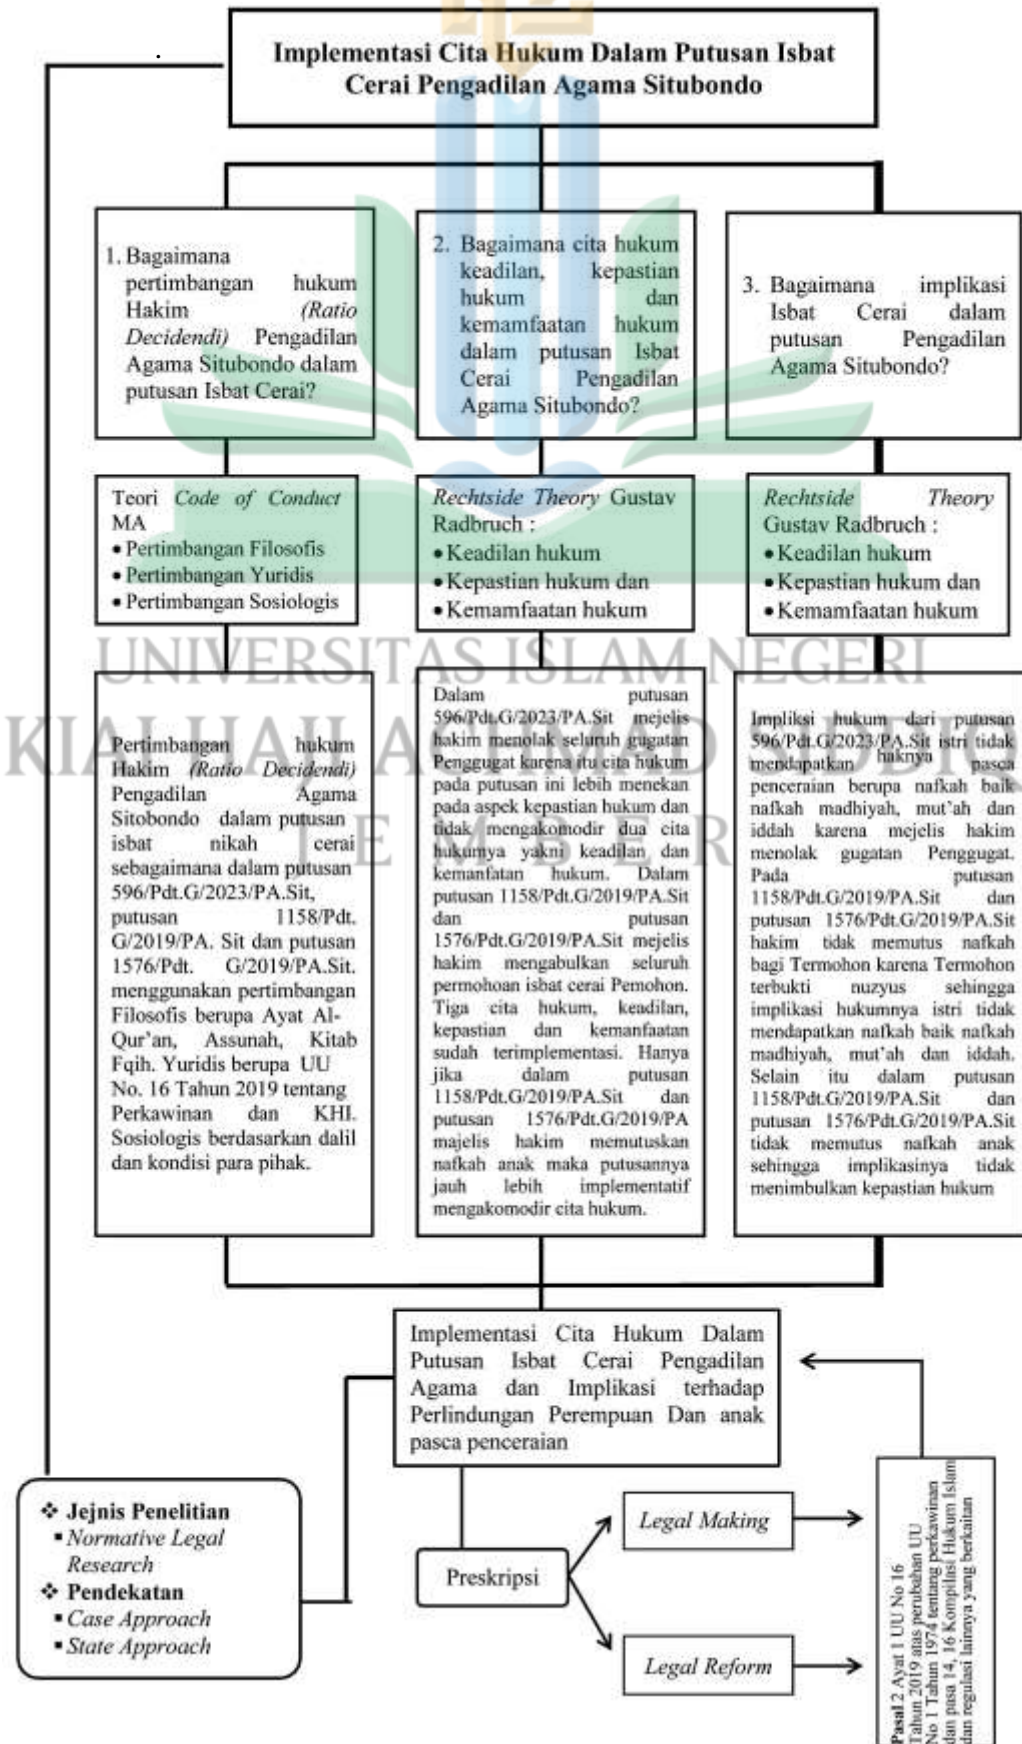 Implementasi Cita Hukum Dalam Putusan Isbat
Cerai Pengadilan Agama Situbondo
1. Bagaimana
pertimbangan hukum
Hakim (Ratio
Decidendi) Pengadilan
Agama Situbondo dalam
putusan Isbat Cerai?
2. Bagaimana cita hukum
keadilan, kepastian
hukum dan
kemamfaatan hukum
dalam putusan Isbat
Cerai Pengadilan
Agama Situbondo?
3. Bagaimana implikasi
Isbat Cerai dalam
putusan Pengadilan
Agama Situbondo?
Teori Code of Conduct
MA
• Pertimbangan Filosofis
• Pertimbangan Yuridis
• Pertimbangan Sosiologis
Rechtside Theory Gustav
Radbruch :
• Keadilan hukum
• Kepastian hukum dan
• Kemamfaatan hukum
Rechtside Theory
Gustav Radbruch :
• Keadilan hukum
• Kepastian hukum dan
• Kemamfaatan hukum
UNIVERSITAS ISLAM NEGERI
KIAI HAJI ACHMAD SIDDIQ
JEMBER
Pertimbangan hukum
Hakim (Ratio Decidendi)
Pengadilan Agama
Sitobondo dalam putusan
isbat nikah cerai
sebagaimana dalam putusan
596/Pdt.G/2023/PA.Sit,
putusan 1158/Pdt.
G/2019/PA. Sit dan putusan
1576/Pdt. G/2019/PA.Sit.
menggunakan pertimbangan
Filosofis berupa Ayat Al-
Qur'an, Assunah, Kitab
Fqih. Yuridis berupa UU
No. 16 Tahun 2019 tentang
Perkawinan dan KHI.
Sosiologis berdasarkan dalil
dan kondisi para pihak.
Dalam putusan
596/Pdt.G/2023/PA.Sit mejelis
hakim menolak seluruh gugatan
Penggugat karena itu cita hukum
pada putusan ini lebih menekan
pada aspek kepastian hukum dan
tidak mengakomodir dua cita
hukumya yakni keadilan dan
kemanfatan hukum. Dalam
putusan 1158/Pdt.G/2019/PA.Sit
dan putusan
1576/Pdt.G/2019/PA.Sit mejelis
hakim mengabulkan seluruh
permohoan isbat cerai Pemohon.
Tiga cita hukum, keadilan,
kepastian dan kemanfaatan
sudah terimplementasi. Hanya
jika dalam putusan
1158/Pdt.G/2019/PA.Sit dan
putusan 1576/Pdt.G/2019/PA
majelis hakim memutuskan
nafkah anak maka putusannya
jauh lebih implementatif
mengakomodir cita hukum.
Impliksi hukum dari putusan
596/Pdt.G/2023/PA.Sit istri tidak
mendapatkan haknya pasca
penceraian berupa nafkah baik
nafkah madhiyah, mut'ah dan
iddah karena mejelis hakim
menolak gugatan Penggugat.
Pada putusan
1158/Pdt.G/2019/PA.Sit dan
putusan 1576/Pdt.G/2019/PA.Sit
hakim tidak memutus nafkah
bagi Termohon karena Termohon
terbukti nuzyus sehingga
implikasi hukumnya istri tidak
mendapatkan nafkah baik nafkah
madhiyah, mut'ah dan iddah.
Selain itu dalam putusan
1158/Pdt.G/2019/PA.Sit dan
putusan 1576/Pdt.G/2019/PA.Sit
tidak memutus nafkah anak
sehingga implikasinya tidak
menimbulkan kepastian hukum
Implementasi Cita Hukum Dalam
Putusan Isbat Cerai Pengadilan
Agama dan Implikasi terhadap
Perlindungan Perempuan Dan anak
pasca penceraian
❖ Jejnis Penelitian
▪ Normative Legal
Research
❖ Pendekatan
▪ Case Approach
▪ State Approach
Preskripsi
Legal Making
Legal Reform
Pasal 2 Ayat 1 UU No 16
Tahun 2019 atas perubahan UU
No 1 Tahun 1974 tentang perkawinan
dan pasa 14, 16 Kompilasi Hukum Islam
dan regulasi lainnya yang berkaitan